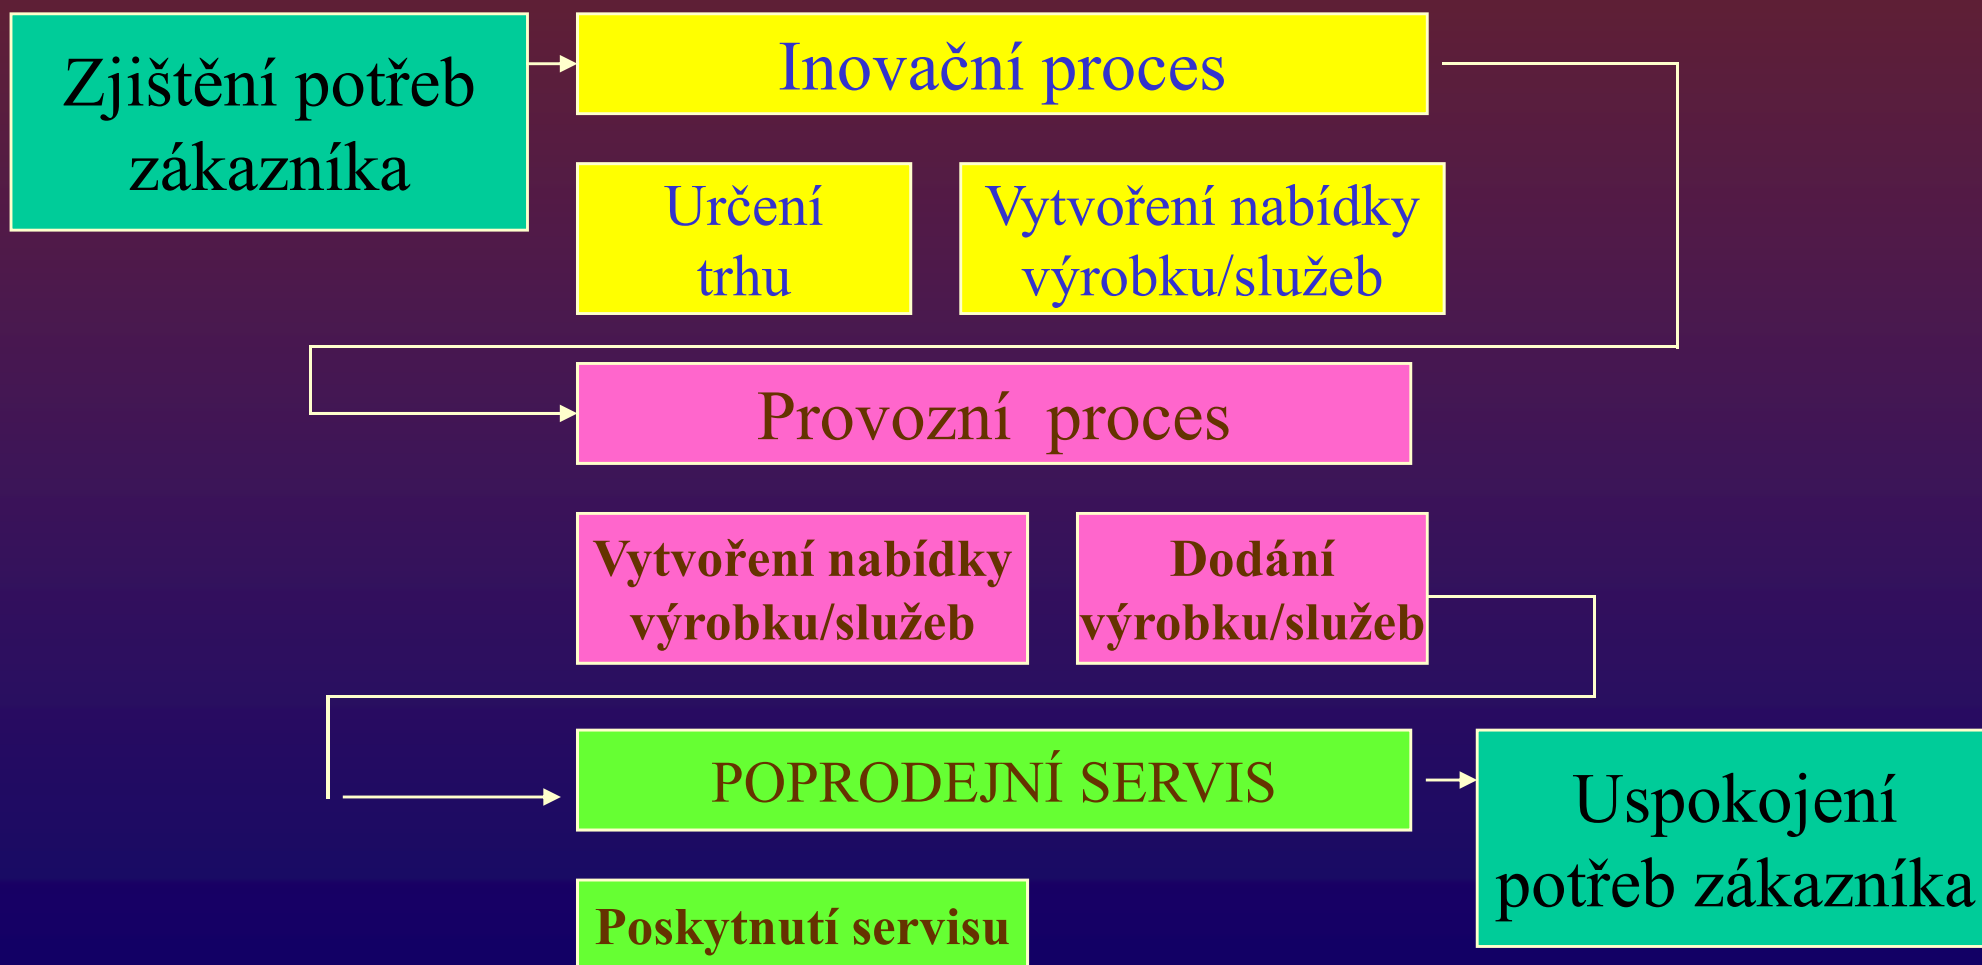 Zjištění potřeb
zákazníka
Inovační proces
Určení
trhu
Vytvoření nabídky
výrobku/služeb
Provozní  proces
Vytvoření nabídky
výrobku/služeb
Dodání
výrobku/služeb
POPRODEJNÍ SERVIS
Uspokojení
potřeb zákazníka
Poskytnutí servisu